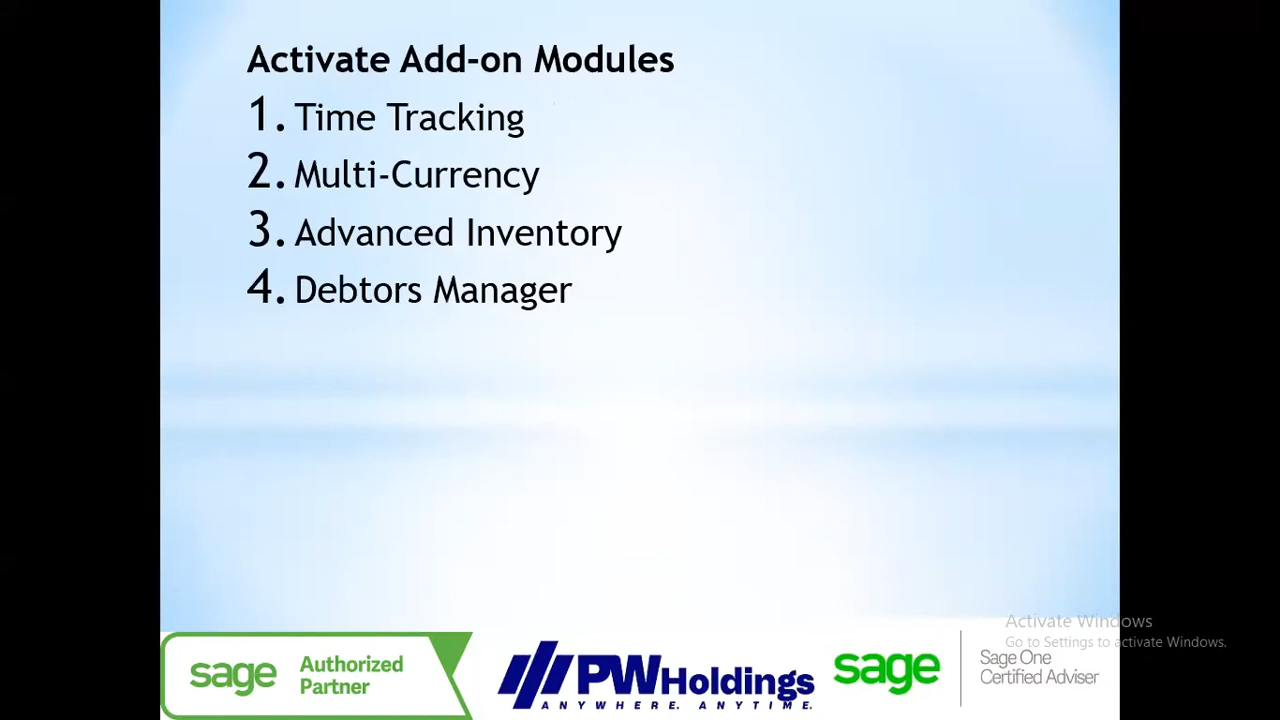 Activate Add-on Modules
1. Time Tracking
2. Multi-Currency
3. Advanced Inventory
4. Debtors Manager
Activate Windows
Go to Settings to activate Windows.
sage
Authorized
Partner
PWHoldings
ANYWHERE. ANYTIME.
sage
Sage One
Certified Adviser